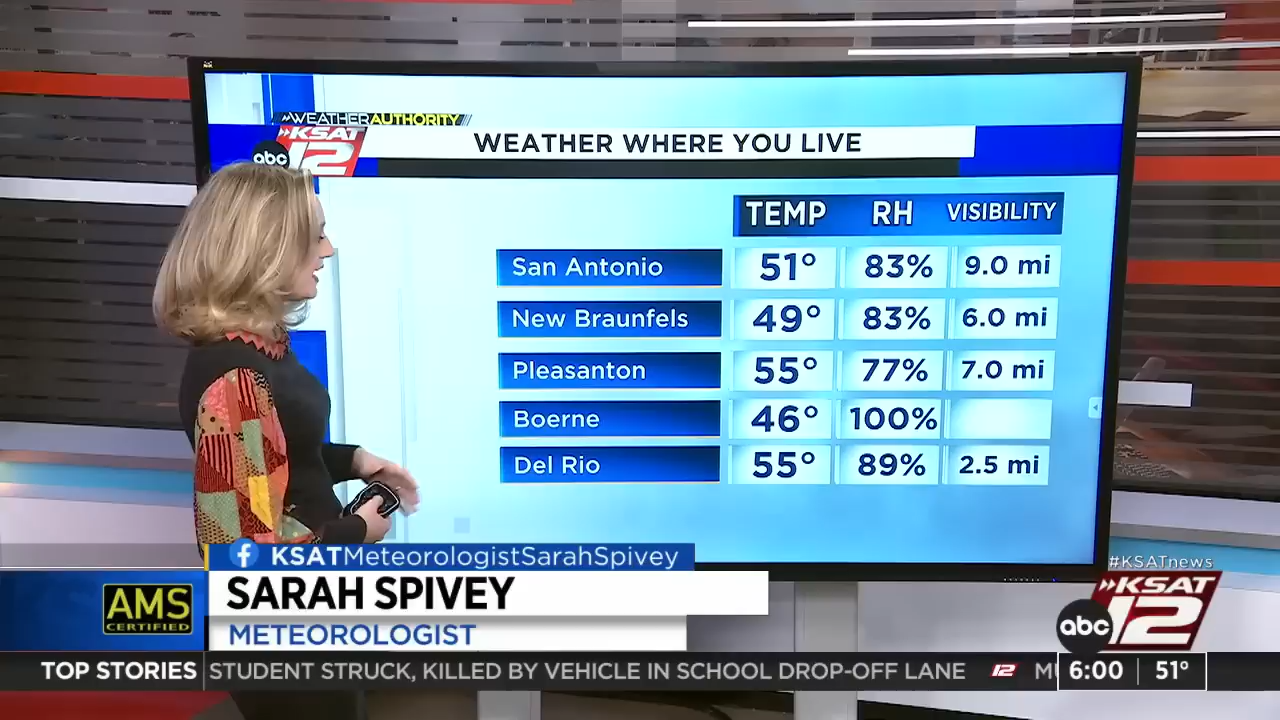 WEATHERAUTHORITY
KSAT
abc 12
WEATHER WHERE YOU LIVE
TEMP RH VISIBILITY
San Antonio 51° 83% 9.0 mi
New Braunfels 49° 83% 6.0 mi
Pleasanton 55° 77% 7.0 mi
Boerne 46° 100%
Del Rio 55° 89% 2.5 mi
KSATMeteorologistSarahSpivey
#KSATnews
AMS
CERTIFIED
SARAH SPIVEY
METEOROLOGIST
KSAT
abc 12
TOP STORIES STUDENT STRUCK, KILLED BY VEHICLE IN SCHOOL DROP-OFF LANE 12 6:00 51°